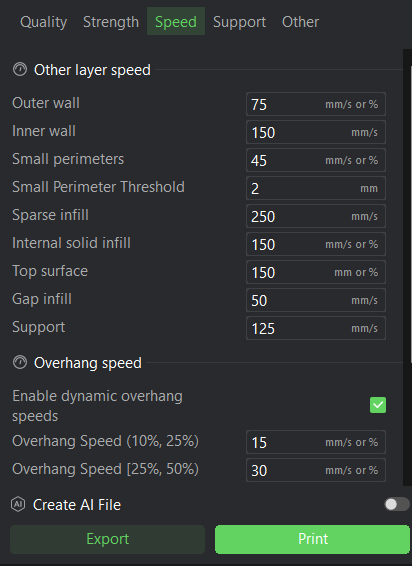 Quality Strength Speed Support Other
Other layer speed
Outer wall 75 mm/s or %
Inner wall 150 mm/s
Small perimeters 45 mm/s or %
Small Perimeter Threshold 2 mm
Sparse infill 250 mm/s
Internal solid infill 150 mm/s or %
Top surface 150 mm or %
Gap infill 50 mm/s
Support 125 mm/s
Overhang speed
Enable dynamic overhang
speeds
Overhang Speed (10%, 25%) 15 mm/s or %
Overhang Speed [25%, 50%) 30 mm/s or %
AI Create AI File
Export Print